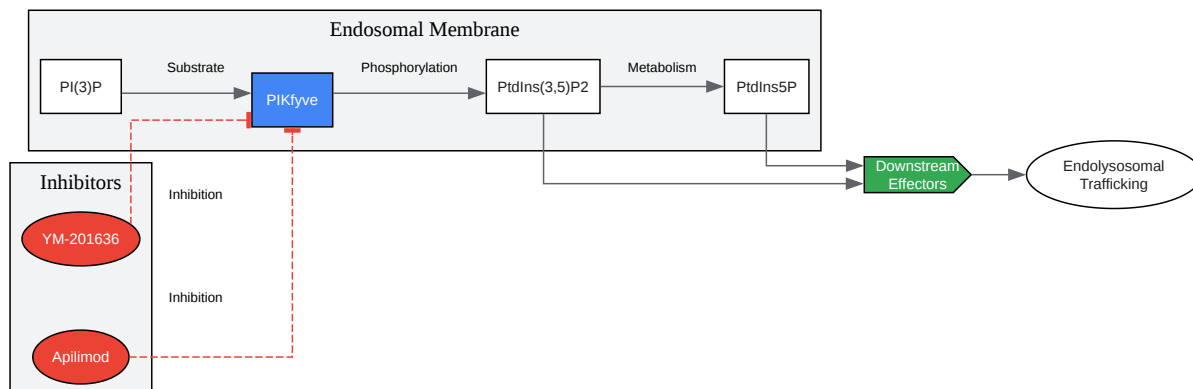 Endosomal Membrane
Substrate
Phosphorylation
Metabolism
PI(3)P
PIKfyve
PtdIns(3,5)P2
PtdIns5P
Downstream
Effectors
Endolysosomal
Trafficking
Inhibitors
Inhibition
YM-201636
Inhibition
Apilimod